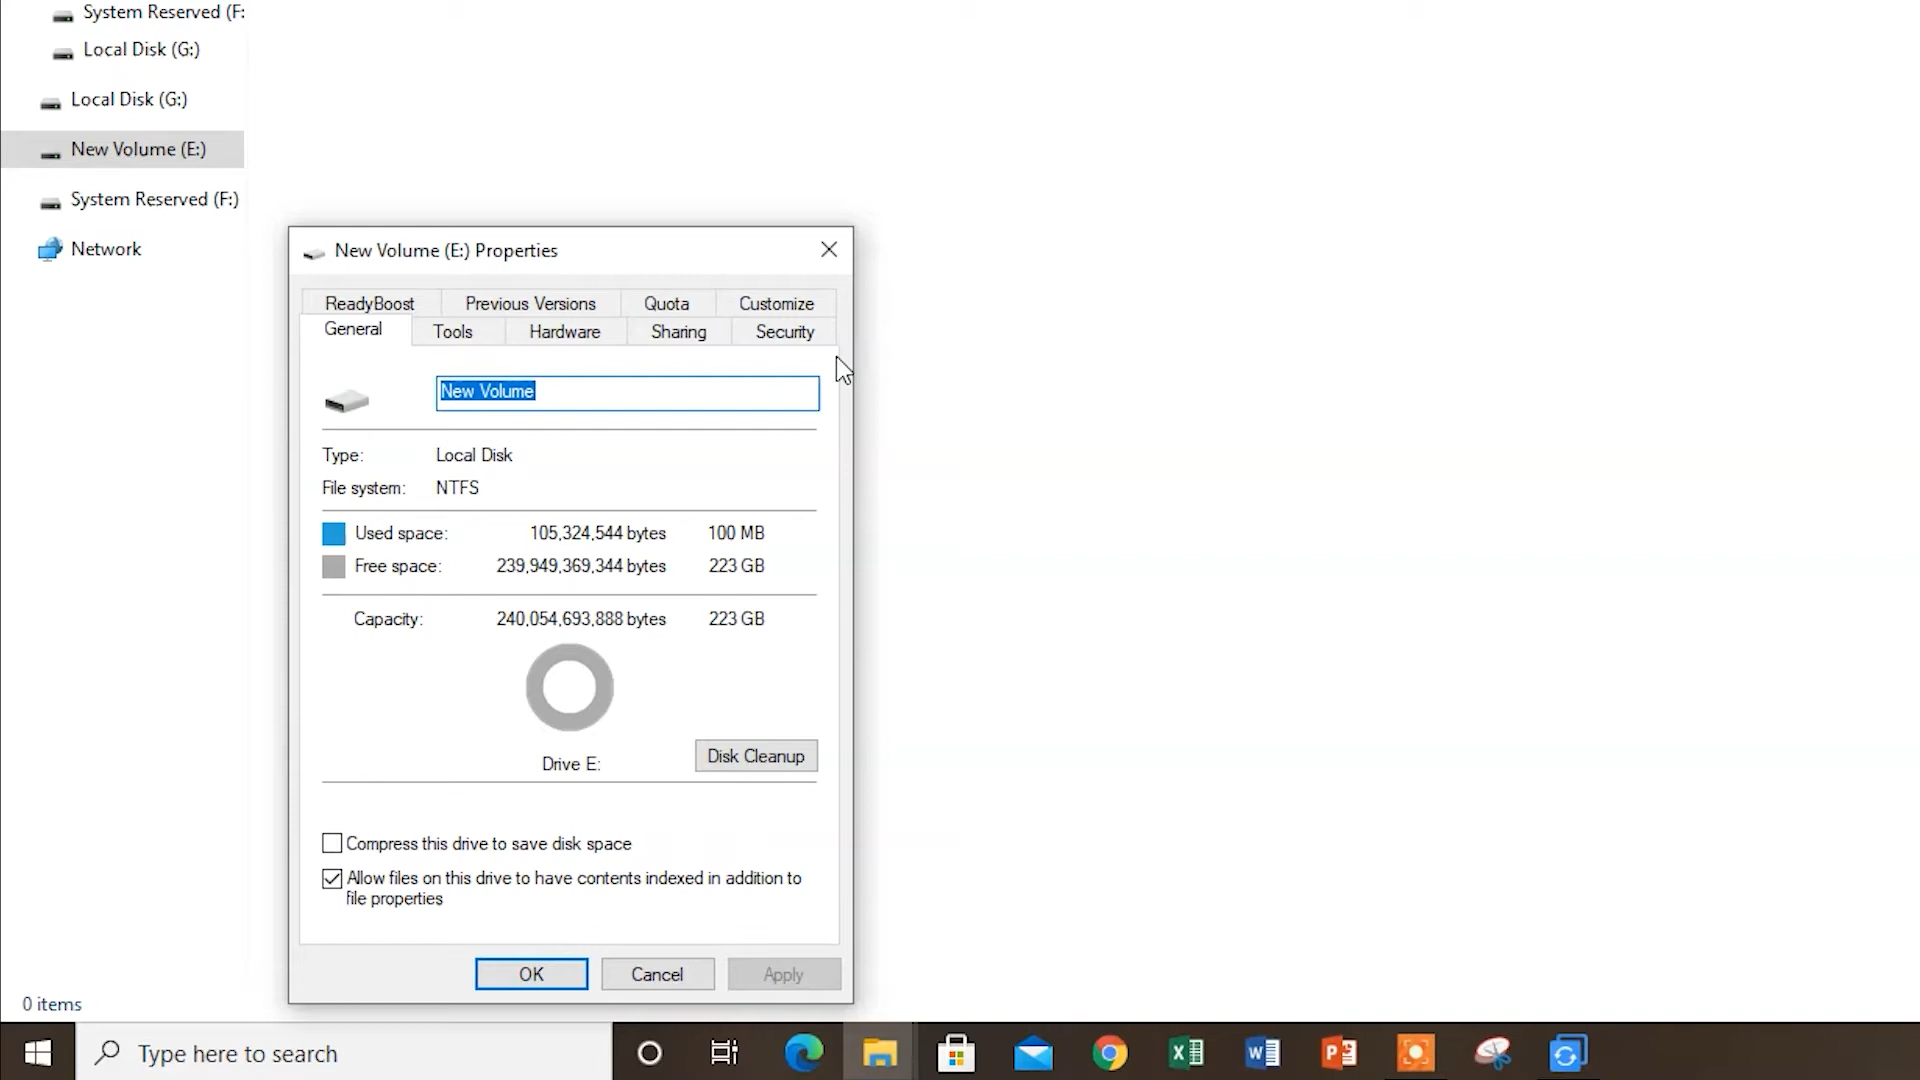 System Reserved (F:
Local Disk (G:)
Local Disk (G:)
New Volume (E:)
System Reserved (F:)
Network
New Volume (E:) Properties
ReadyBoost Previous Versions Quota Customize
General Tools Hardware Sharing Security
New Volume
Type: Local Disk
File system: NTFS
Used space: 105,324,544 bytes 100 MB
Free space: 239,949,369,344 bytes 223 GB
Capacity: 240,054,693,888 bytes 223 GB
Drive E:
Disk Cleanup
Compress this drive to save disk space
Allow files on this drive to have contents indexed in addition to
file properties
OK Cancel Apply
0 items
Type here to search